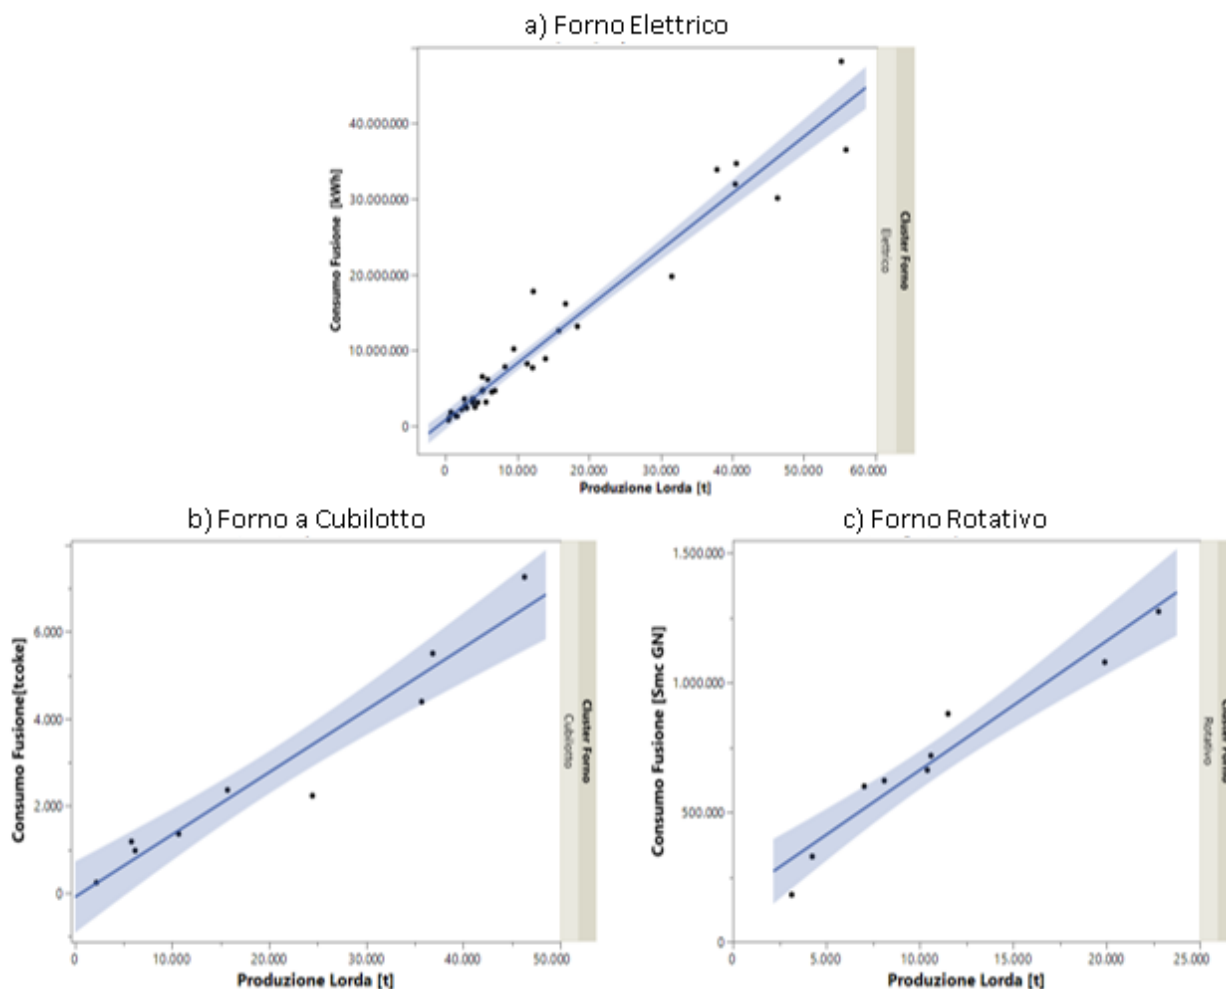 a) Forno Elettrico
Consumo Fusione [kWh]
40.000.000
30.000.000
20.000.000
10.000.000
0
0 10.000 20.000 30.000 40.000 50.000 60.000
Produzione Lorda [t]
Cluster Forno
Elettrico
b) Forno a Cubilotto
Consumo Fusione[tcoke]
6.000
4.000
2.000
0
0 10.000 20.000 30.000 40.000 50.000
Produzione Lorda [t]
Cluster Forno
Cubilotto
c) Forno Rotativo
Consumo Fusione [Smc GN]
1.500.000
1.000.000
500.000
0
0 5.000 10.000 15.000 20.000 25.000
Produzione Lorda [t]
Cluster Forno
Rotativo